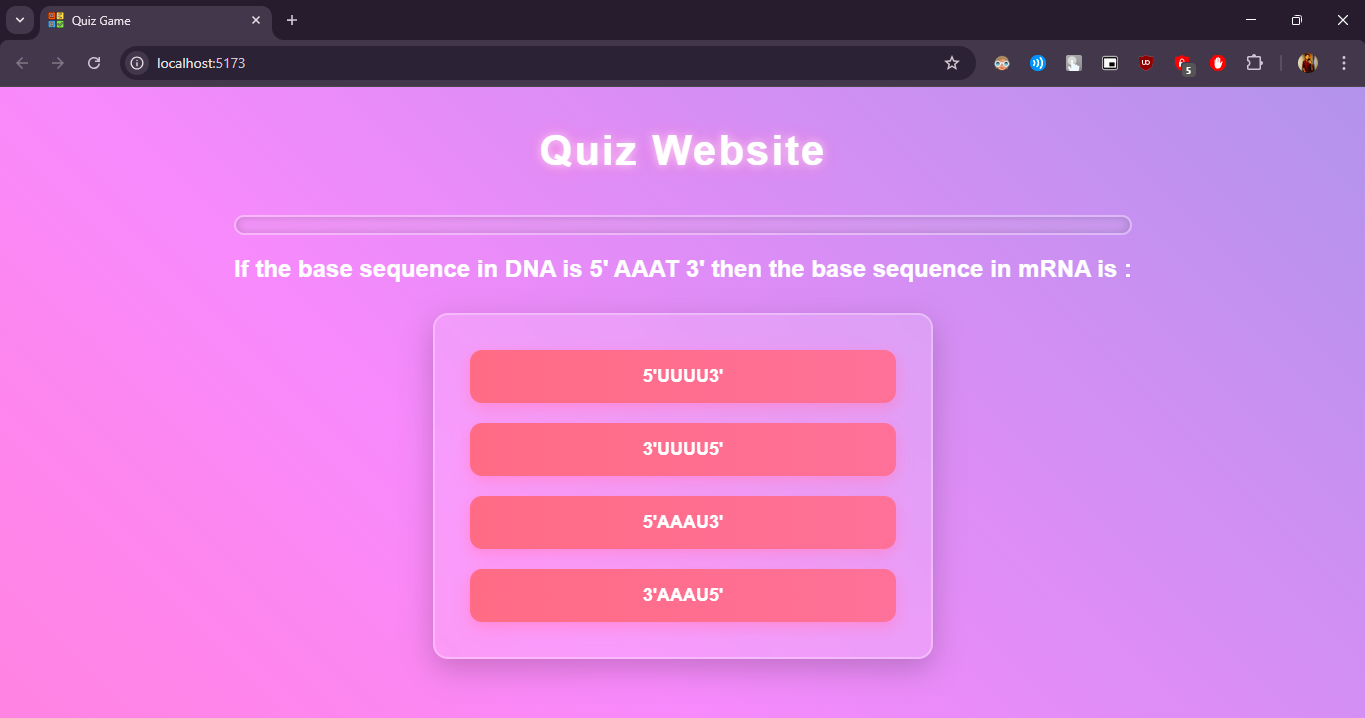 Quiz Game
localhost:5173
5
Quiz Website
If the base sequence in DNA is 5' AAAT 3' then the base sequence in mRNA is :
5'UUUU3'
3'UUUU5'
5'AAAU3'
3'AAAU5'